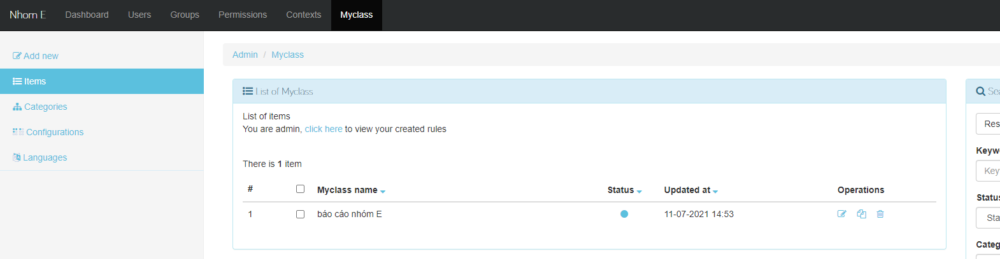 Nhom E Dashboard Users Groups Permissions Contexts Myclass
Add new
Items
Categories
Configurations
Languages
Admin / Myclass
List of Myclass
List of items
You are admin, click here to view your created rules
There is 1 item
# Myclass name Status Updated at Operations
1 báo cáo nhóm E 11-07-2021 14:53
Sea
Res
Keywo
Key
Status
Sta
Categ